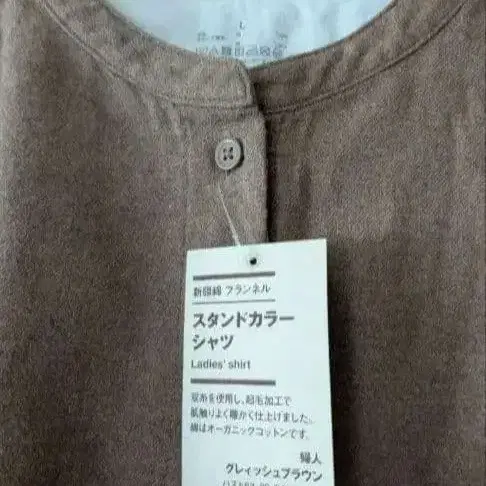 L
新疆綿 フランネル
スタンドカラー
シャツ
Ladies' shirt
双糸を使用し、起毛加工で
肌触りよく暖かく仕上げました。
綿はオーガニックコットンです。
婦人
グレイッシュブラウン